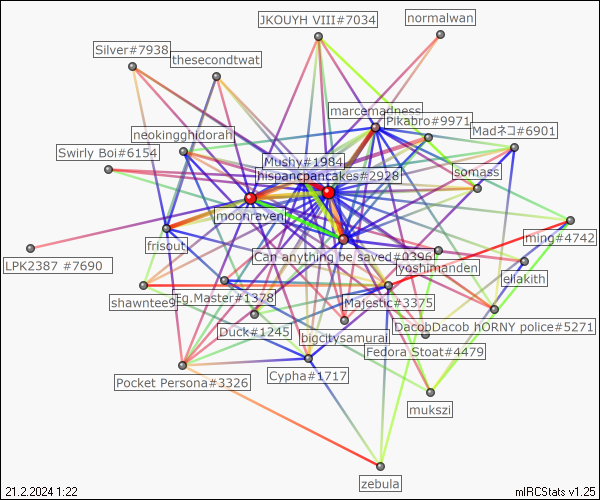 JKOUYH VIII#7034
normalwan
Silver#7938
thesecondtwat
marcemadness
Pikabro#9971
Madネコ#6901
neokingghidorah
Swirly Boi#6154
Mushy#1984
somass
hispanicpancakes#2928
moonraven
ming#4742
frisout
Can anything be saved#0396
LPK2387 #7690
yoshimanden
ellakith
shawntee9
Eg.Master#1378
Majestic#3375
Duck#1245
DacobDacob hORNY police#5271
bigcitysamurai
Fedora Stoat#4479
Pocket Persona#3326
Cypha#1717
mukszi
zebula
21.2.2024 1:22
mIRCStats v1.25